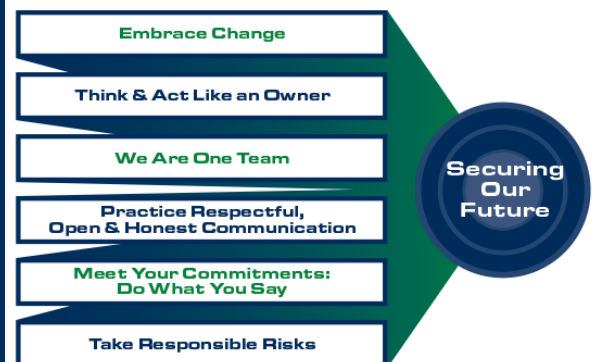 Embrace Change
Think & Act Like an Owner
We Are One Team
Practice Respectful,
Open & Honest Communication
Meet Your Commitments:
Do What You Say
Take Responsible Risks
Securing
Our
Future